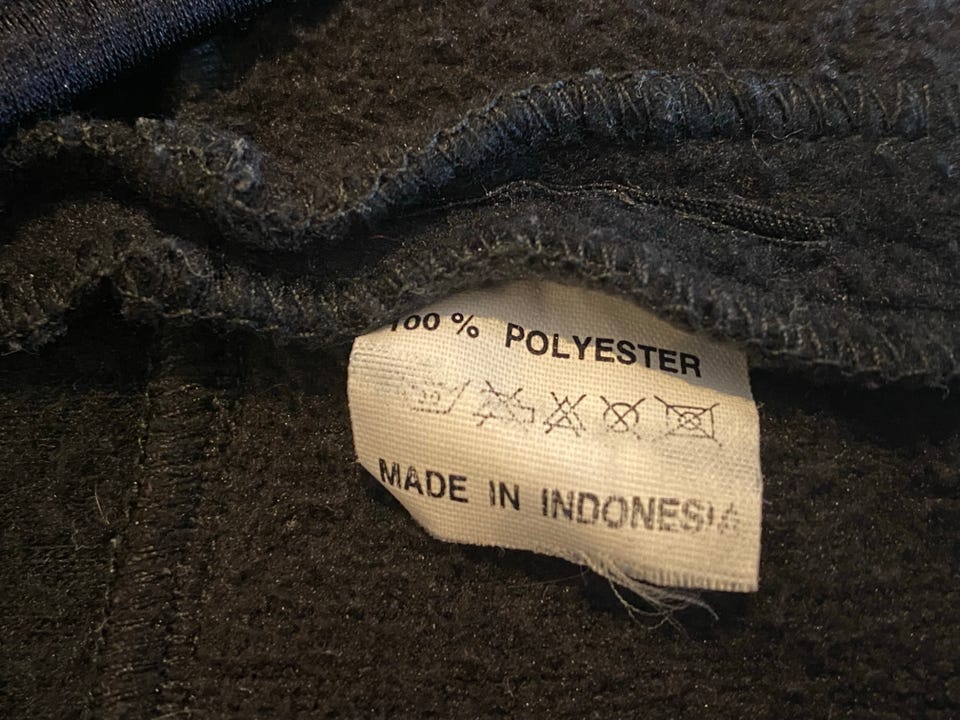 100 % POLYESTER
MADE IN INDONESIA